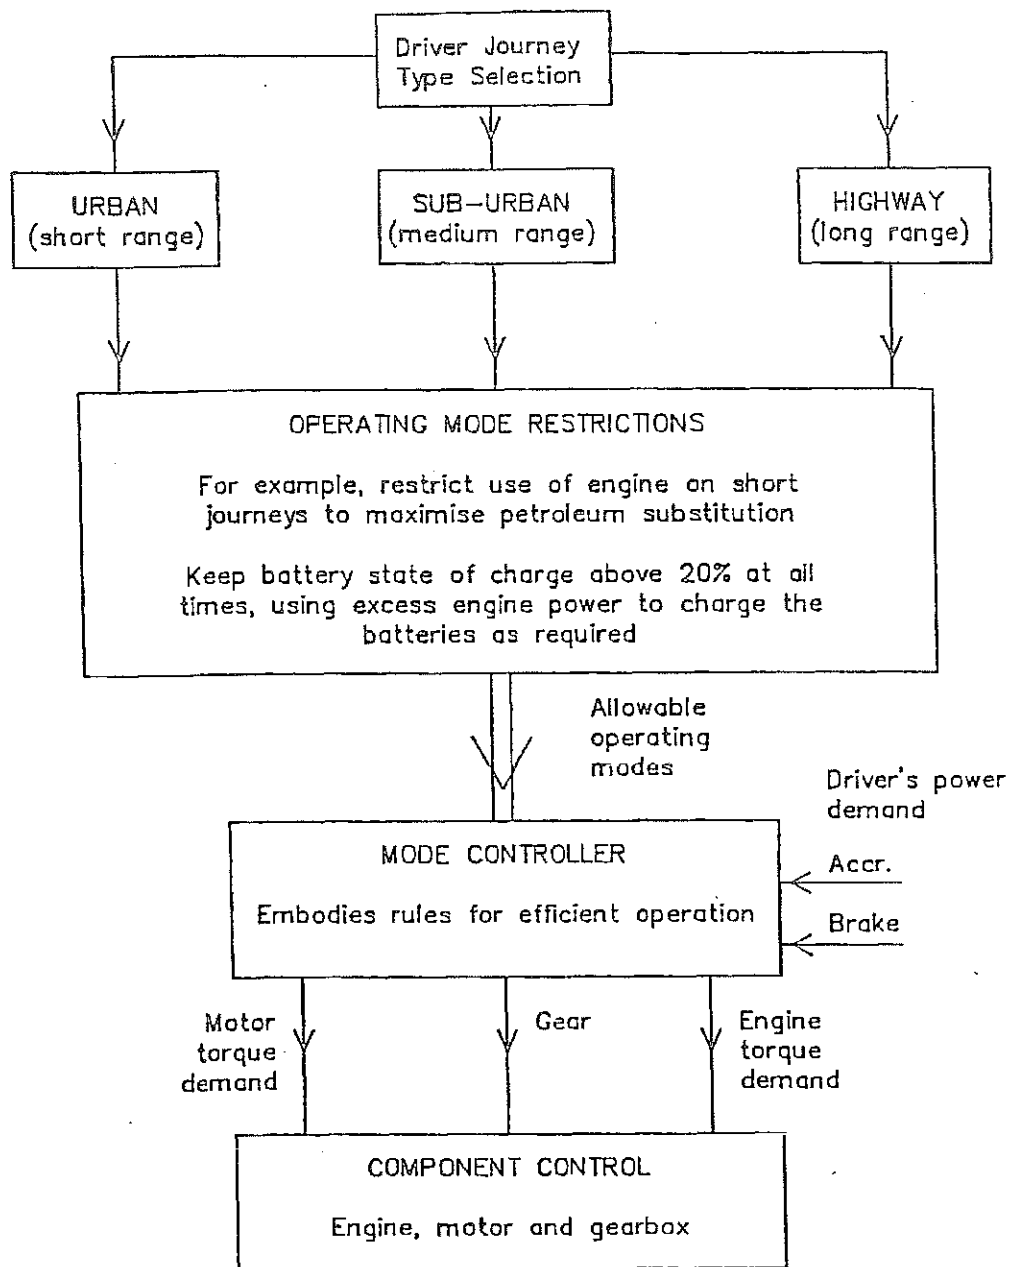 Driver Journey
Type Selection
URBAN
(short range)
SUB-URBAN
(medium range)
HIGHWAY
(long range)
OPERATING MODE RESTRICTIONS
For example, restrict use of engine on short
journeys to maximise petroleum substitution
Keep battery state of charge above 20% at all
times, using excess engine power to charge the
batteries as required
Allowable
operating
modes
Driver's power
demand
MODE CONTROLLER
Embodies rules for efficient operation
Accr.
Brake
Motor
torque
demand
Gear
Engine
torque
demand
COMPONENT CONTROL
Engine, motor and gearbox